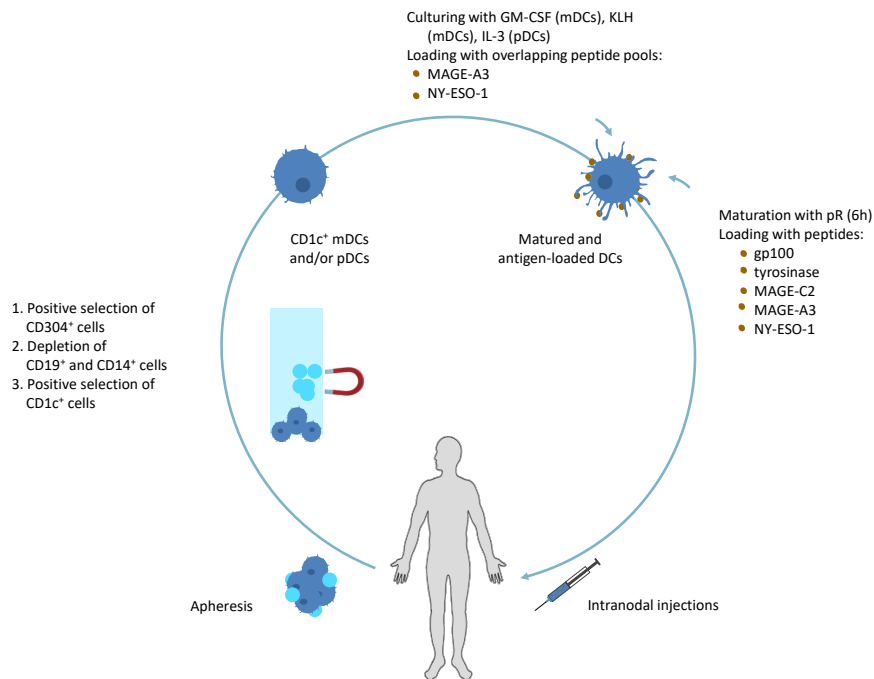 Culturing with GM-CSF (mDCs), KLH
(mDCs), IL-3 (pDCs)
Loading with overlapping peptide pools:
MAGE-A3
NY-ESO-1
CD1c⁺ mDCs
and/or pDCs
Matured and
antigen-loaded DCs
Maturation with pR (6h)
Loading with peptides:
gp100
tyrosinase
MAGE-C2
MAGE-A3
NY-ESO-1
1. Positive selection of
CD304⁺ cells
2. Depletion of
CD19⁺ and CD14⁺ cells
3. Positive selection of
CD1c⁺ cells
Apheresis
Intranodal injections